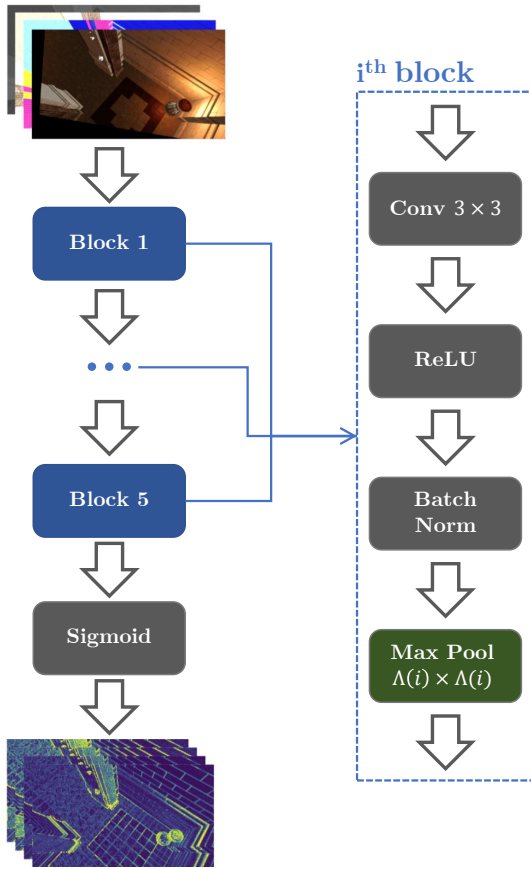 Block 1
• • •
Block 5
Sigmoid
iᵗʰ block
Conv 3 × 3
ReLU
Batch
Norm
Max Pool
Λ(i) × Λ(i)